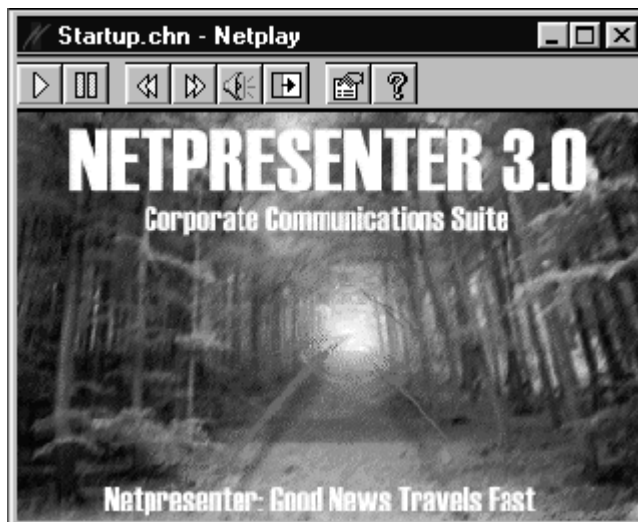 Startup.chn - Netplay
NETPRESENTER 3.0
Corporate Communications Suite
Netpresenter: Good News Travels Fast